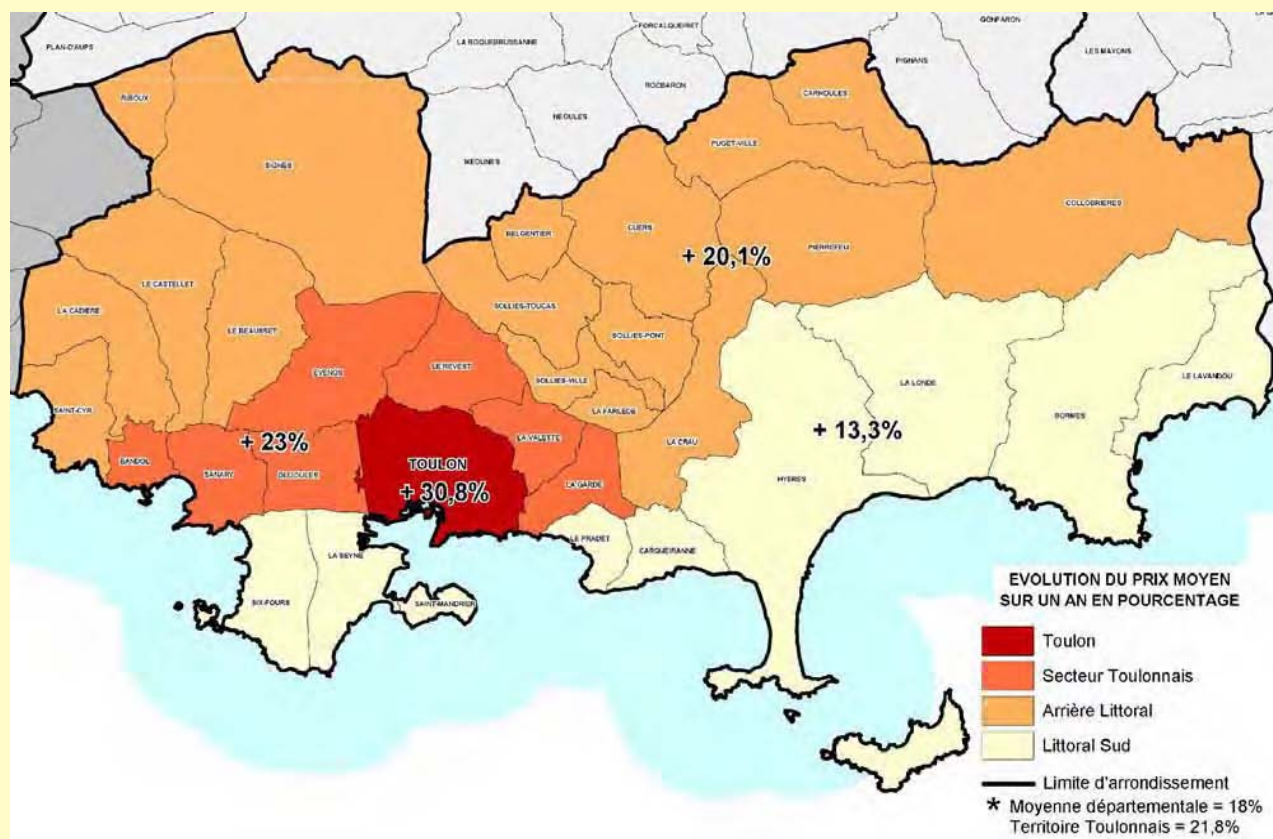 FORCALQUEIRET
GONFARON
PLAN-D'AUPS
LA ROQUEBRUSSANNE
LES MAYONS
PIGNANS
ROCBARON
RIBOUX
CARNOULES
NEOULES
PUGET-VILLE
MEOUNES
SIGNES
COLLOBRIERES
BELGENTIER
CUERS
PIERREFEU
+ 20,1%
LE CASTELLET
LA CADIERE
SOLLIES-TOUCAS
LE BEAUSSET
SOLLIES-PONT
EVENOS
LE REVEST
SOLLIES-VILLE
LA LONDE
LE LAVANDOU
SAINT-CYR
LA FARLEDE
BORMES
+ 23%
LA VALETTE
LA CRAU
+ 13,3%
BANDOL
SANARY
OLLIOULES
TOULON
HYERES
+ 30,8%
LA GARDE
LE PRADET
CARQUEIRANNE
LA SEYNE
SIX-FOURS
SAINT-MANDRIER
EVOLUTION DU PRIX MOYEN
SUR UN AN EN POURCENTAGE
Toulon
Secteur Toulonnais
Arrière Littoral
Littoral Sud
Limite d'arrondissement
* Moyenne départementale = 18%
Territoire Toulonnais = 21,8%